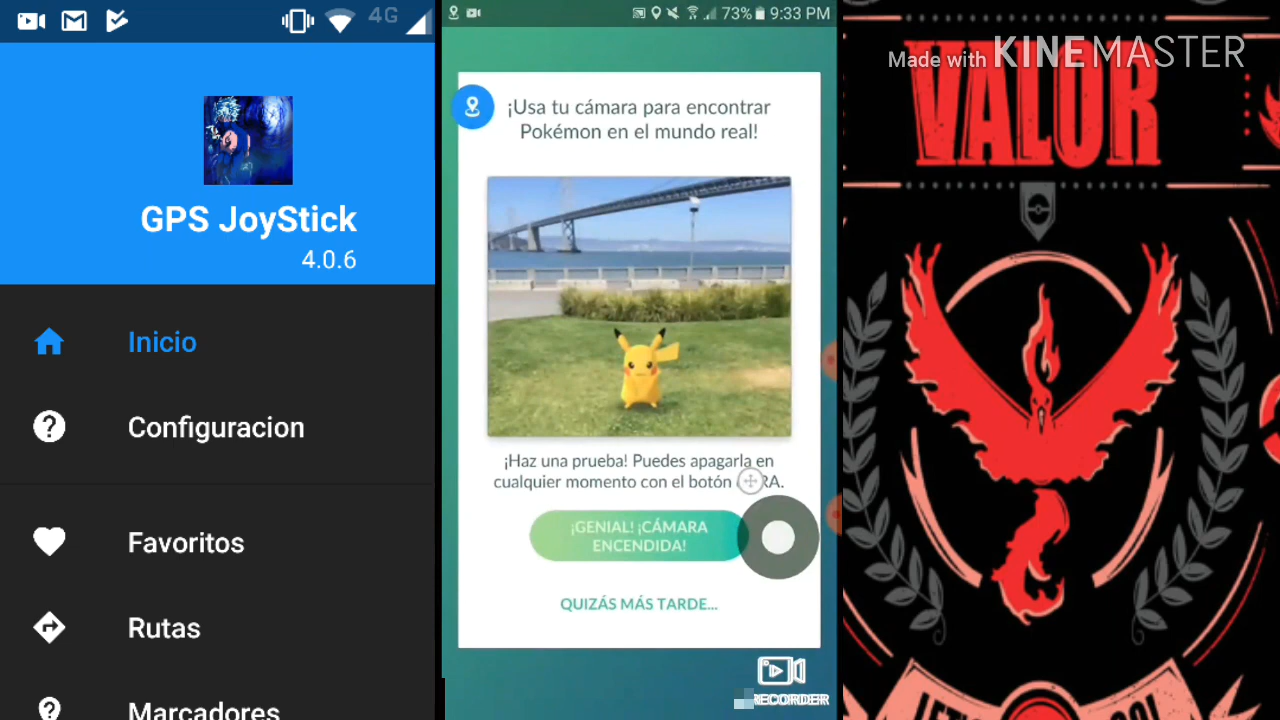 4G
GPS JoyStick
4.0.6
Inicio
Configuracion
Favoritos
Rutas
Marcadores
73% 9:33 PM
¡Usa tu cámara para encontrar
Pokémon en el mundo real!
¡Haz una prueba! Puedes apagarla en
cualquier momento con el botón
¡GENIAL! ¡CÁMARA
ENCENDIDA!
QUIZÁS MÁS TARDE...
RECORDER
Made with KINEMASTER
VALOR